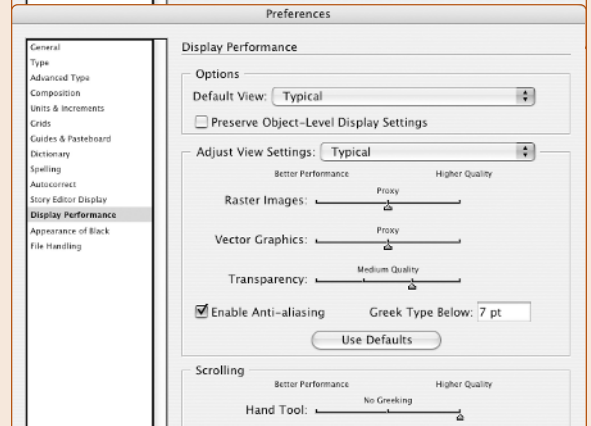 Preferences
General
Type
Advanced Type
Composition
Units & Increments
Grids
Guides & Pasteboard
Dictionary
Spelling
Autocorrect
Story Editor Display
Display Performance
Appearance of Black
File Handling
Display Performance
Options
Default View: Typical
Preserve Object-Level Display Settings
Adjust View Settings: Typical
Better Performance Higher Quality
Proxy
Raster Images:
Proxy
Vector Graphics:
Medium Quality
Transparency:
Enable Anti-aliasing Greek Type Below: 7 pt
Use Defaults
Scrolling
Better Performance Higher Quality
No Greeking
Hand Tool: